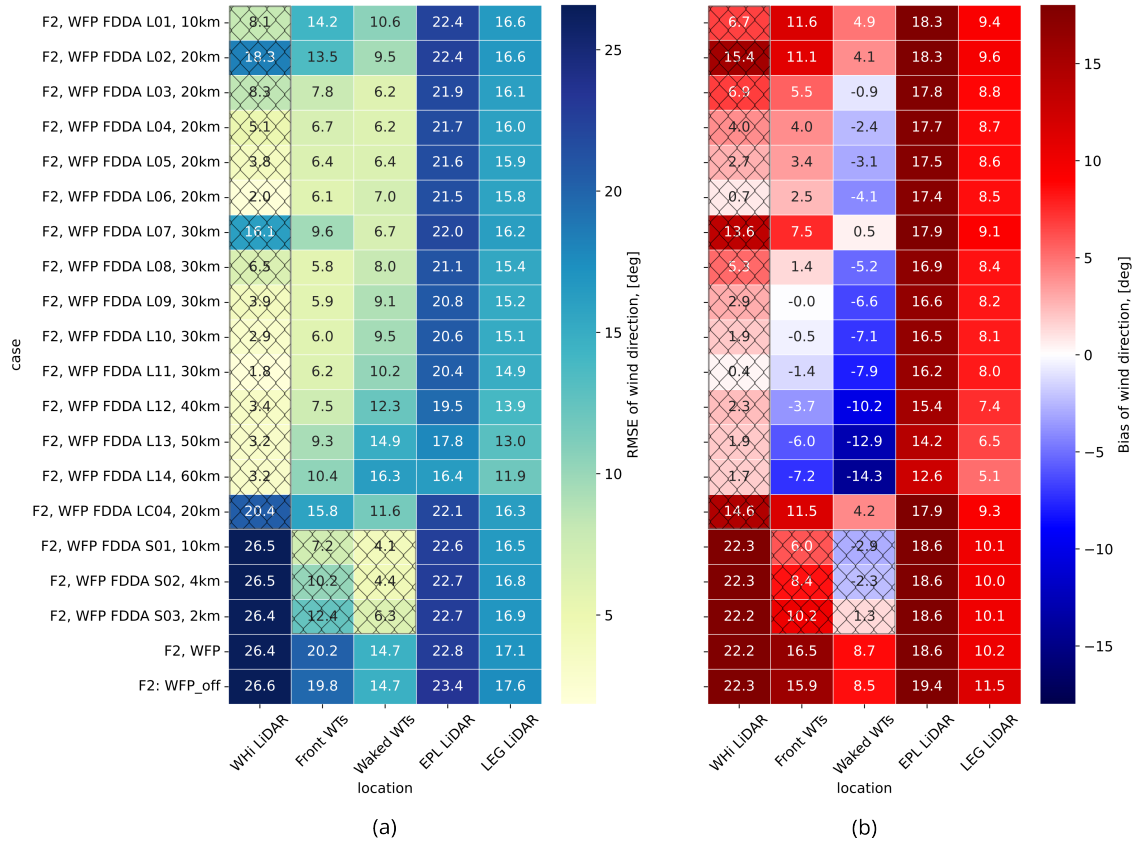 F2, WFP FDDA L01, 10km 8.1 14.2 10.6 22.4 16.6 6.7 11.6 4.9 18.3 9.4
F2, WFP FDDA L02, 20km 18.3 13.5 9.5 22.4 16.6 15.4 11.1 4.1 18.3 9.6
F2, WFP FDDA L03, 20km 8.3 7.8 6.2 21.9 16.1 6.9 5.5 -0.9 17.8 8.8
F2, WFP FDDA L04, 20km 5.1 6.7 6.2 21.7 16.0 4.0 4.0 -2.4 17.7 8.7
F2, WFP FDDA L05, 20km 3.8 6.4 6.4 21.6 15.9 2.7 3.4 -3.1 17.5 8.6
F2, WFP FDDA L06, 20km 2.0 6.1 7.0 21.5 15.8 0.7 2.5 -4.1 17.4 8.5
F2, WFP FDDA L07, 30km 16.1 9.6 6.7 22.0 16.2 13.6 7.5 0.5 17.9 9.1
F2, WFP FDDA L08, 30km 6.5 5.8 8.0 21.1 15.4 5.3 1.4 -5.2 16.9 8.4
F2, WFP FDDA L09, 30km 3.9 5.9 9.1 20.8 15.2 2.9 -0.0 -6.6 16.6 8.2
F2, WFP FDDA L10, 30km 2.9 6.0 9.5 20.6 15.1 1.9 -0.5 -7.1 16.5 8.1
F2, WFP FDDA L11, 30km 1.8 6.2 10.2 20.4 14.9 0.4 -1.4 -7.9 16.2 8.0
F2, WFP FDDA L12, 40km 3.4 7.5 12.3 19.5 13.9 2.3 -3.7 -10.2 15.4 7.4
F2, WFP FDDA L13, 50km 3.2 9.3 14.9 17.8 13.0 1.9 -6.0 -12.9 14.2 6.5
F2, WFP FDDA L14, 60km 3.2 10.4 16.3 16.4 11.9 1.7 -7.2 -14.3 12.6 5.1
F2, WFP FDDA LC04, 20km 20.4 15.8 11.6 22.1 16.3 14.6 11.5 4.2 17.9 9.3
F2, WFP FDDA S01, 10km 26.5 7.2 4.1 22.6 16.5 22.3 6.0 -2.9 18.6 10.1
F2, WFP FDDA S02, 4km 26.5 10.2 4.4 22.7 16.8 22.3 8.4 -2.3 18.6 10.0
F2, WFP FDDA S03, 2km 26.4 12.4 6.3 22.7 16.9 22.2 10.2 1.3 18.6 10.1
F2, WFP 26.4 20.2 14.7 22.8 17.1 22.2 16.5 8.7 18.6 10.2
F2: WFP_off 26.6 19.8 14.7 23.4 17.6 22.3 15.9 8.5 19.4 11.5
case
WHi LiDAR Front WTs Waked WTs EPL LiDAR LEG LiDAR
location
25
20
15
10
5
RMSE of wind direction, [deg]
WHi LiDAR Front WTs Waked WTs EPL LiDAR LEG LiDAR
location
15
10
5
0
−5
−10
−15
Bias of wind direction, [deg]
(a) (b)